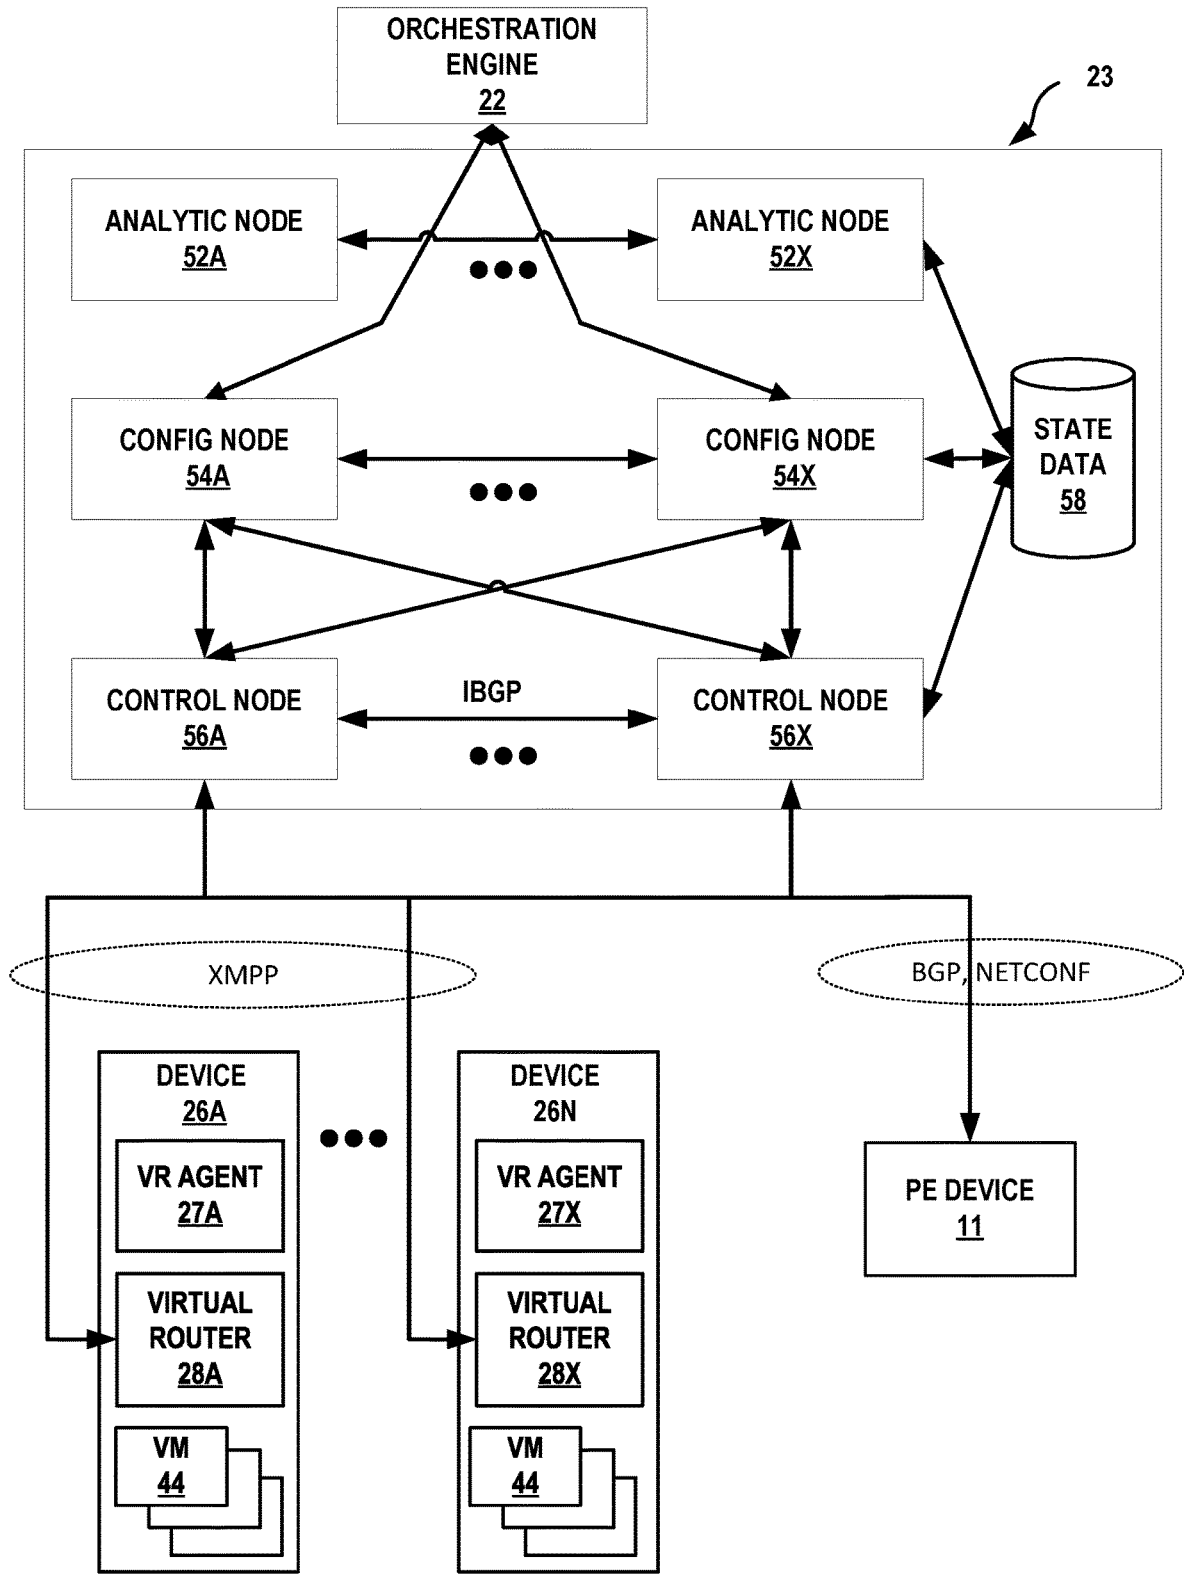 ORCHESTRATION
ENGINE
22
23
ANALYTIC NODE
52A
ANALYTIC NODE
52X
CONFIG NODE
54A
CONFIG NODE
54X
STATE
DATA
58
CONTROL NODE
56A
IBGP
CONTROL NODE
56X
XMPP
BGP, NETCONF
DEVICE
26A
VR AGENT
27A
VIRTUAL
ROUTER
28A
VM
44
DEVICE
26N
VR AGENT
27X
VIRTUAL
ROUTER
28X
VM
44
PE DEVICE
11